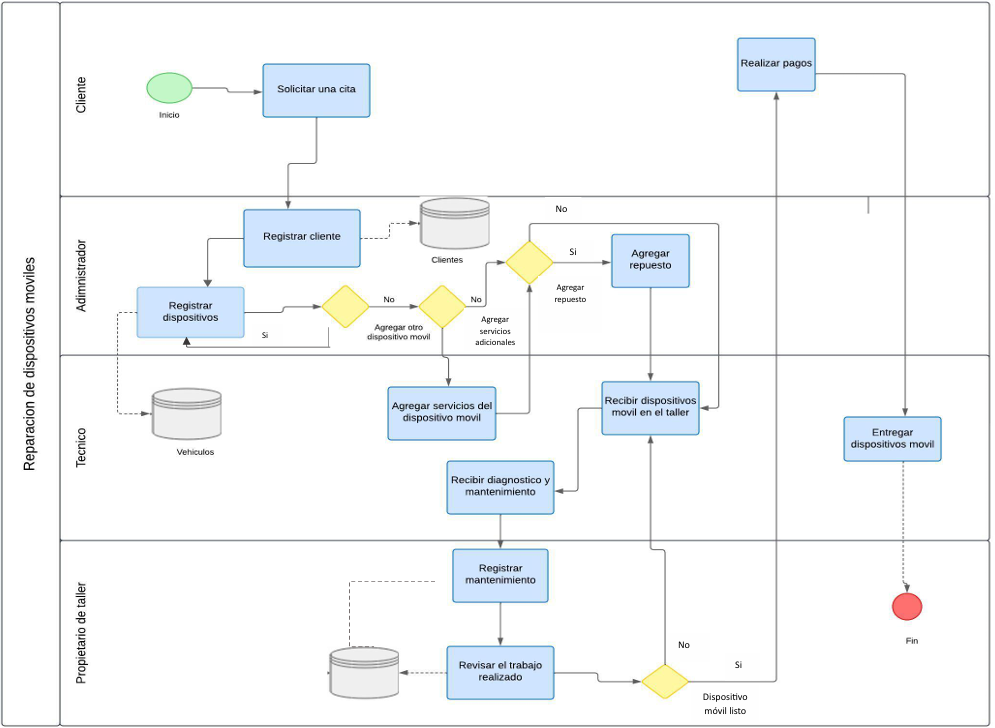 Reparacion de dispositivos moviles
Cliente
Inicio
Solicitar una cita
Realizar pagos
Adiministrador
Registrar cliente
Clientes
No
Si
Agregar
repuesto
Agregar
repuesto
Registrar
dispositivos
Si
No
Agregar otro
dispositivo movil
No
Agregar
servicios
adicionales
Tecnico
Vehiculos
Agregar servicios del
dispositivo movil
Recibir dispositivos
movil en el taller
Entregar
dispositivos movil
Recibir diagnostico y
mantenimiento
Propietario de taller
Registrar
mantenimiento
Revisar el trabajo
realizado
No
Si
Dispositivo
móvil listo
Fin